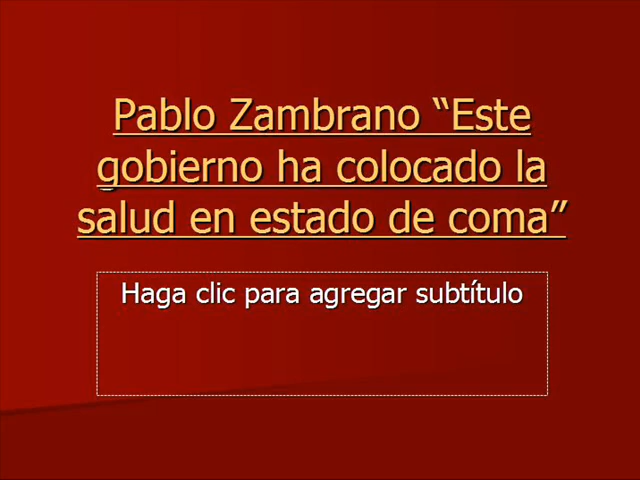 Pablo Zambrano “Este
gobierno ha colocado la
salud en estado de coma”
Haga clic para agregar subtítulo